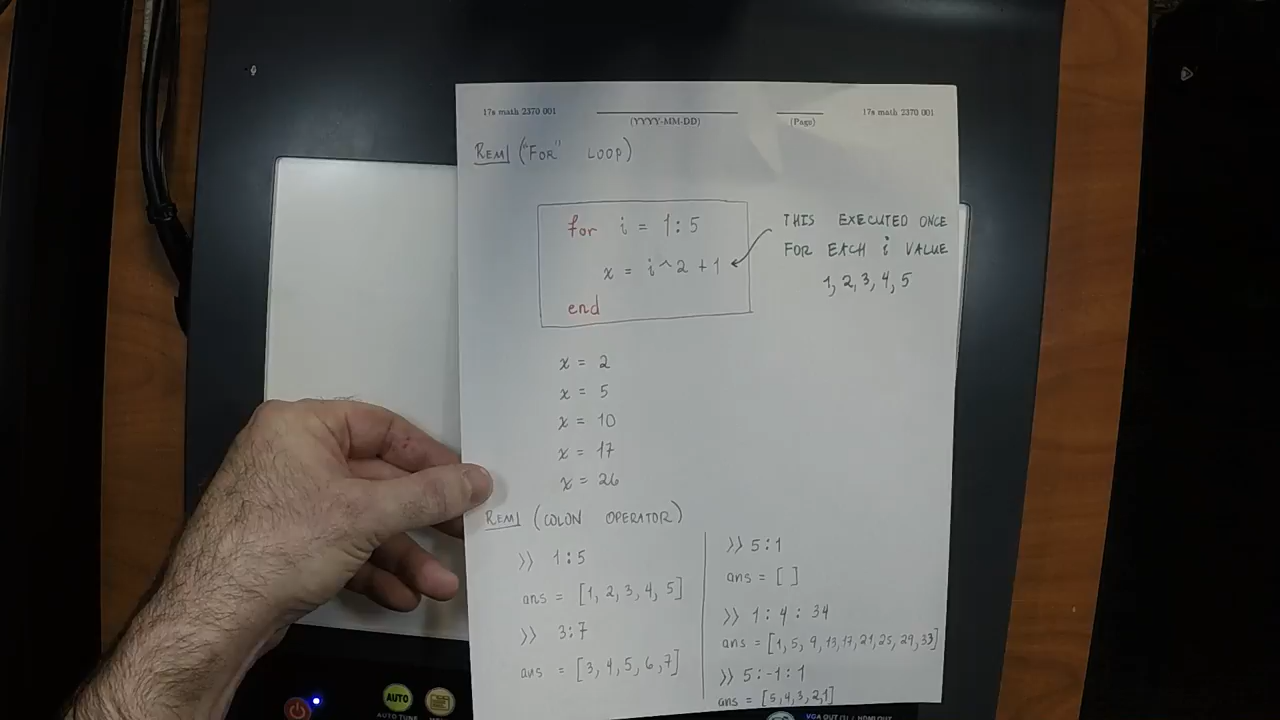 17s math 2370 001
(YYYY-MM-DD)
(Page)
17s math 2370 001
REM ("FOR" LOOP)
for i = 1:5
x = i^2 + 1
end
THIS EXECUTED ONCE
FOR EACH i VALUE
1, 2, 3, 4, 5
x = 2
x = 5
x = 10
x = 17
x = 26
REM (COLON OPERATOR)
>> 1:5
ans = [1, 2, 3, 4, 5]
>> 3:7
ans = [3, 4, 5, 6, 7]
>> 5:1
ans = [ ]
>> 1:4:34
ans = [1, 5, 9, 13, 17, 21, 25, 29, 33]
>> 5:-1:1
ans = [5, 4, 3, 2, 1]
AUTO
AUTO TUNE